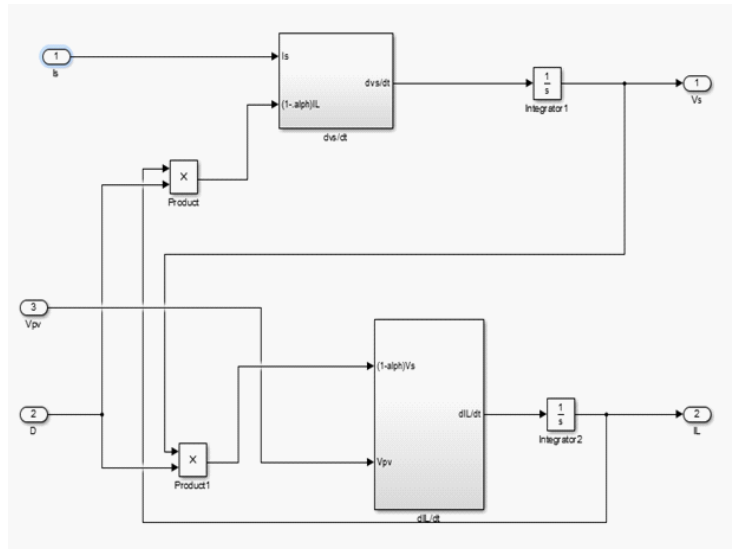 1
Is
Is
(1-.alph)IL
dvs/dt
dvs/dt
1
s
Integrator1
1
Vs
X
Product
3
Vpv
2
D
X
Product1
(1-alph)Vs
Vpv
dIL/dt
dIL/dt
1
s
Integrator2
2
IL